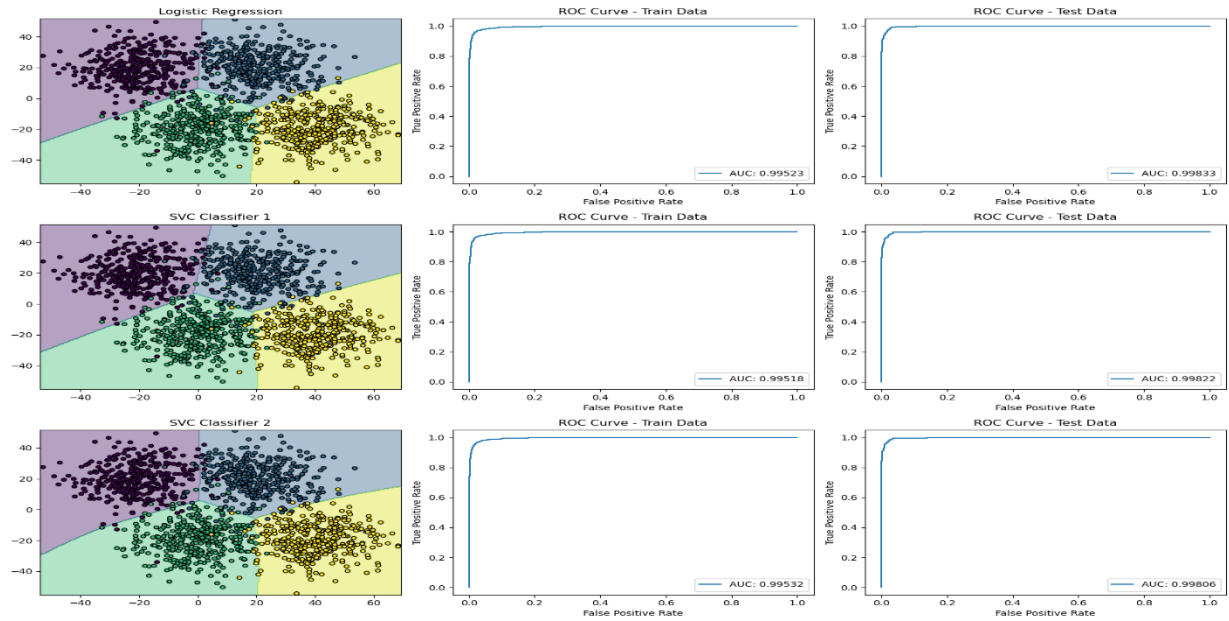 Logistic Regression
40
20
0
−20
−40
−40 −20 0 20 40 60
ROC Curve - Train Data
True Positive Rate
1.0
0.8
0.6
0.4
0.2
0.0
AUC: 0.99523
0.0 0.2 0.4 0.6 0.8 1.0
False Positive Rate
ROC Curve - Test Data
True Positive Rate
1.0
0.8
0.6
0.4
0.2
0.0
AUC: 0.99833
0.0 0.2 0.4 0.6 0.8 1.0
False Positive Rate
SVC Classifier 1
40
20
0
−20
−40
−40 −20 0 20 40 60
ROC Curve - Train Data
True Positive Rate
1.0
0.8
0.6
0.4
0.2
0.0
AUC: 0.99518
0.0 0.2 0.4 0.6 0.8 1.0
False Positive Rate
ROC Curve - Test Data
True Positive Rate
1.0
0.8
0.6
0.4
0.2
0.0
AUC: 0.99822
0.0 0.2 0.4 0.6 0.8 1.0
False Positive Rate
SVC Classifier 2
40
20
0
−20
−40
−40 −20 0 20 40 60
ROC Curve - Train Data
True Positive Rate
1.0
0.8
0.6
0.4
0.2
0.0
AUC: 0.99532
0.0 0.2 0.4 0.6 0.8 1.0
False Positive Rate
ROC Curve - Test Data
True Positive Rate
1.0
0.8
0.6
0.4
0.2
0.0
AUC: 0.99806
0.0 0.2 0.4 0.6 0.8 1.0
False Positive Rate